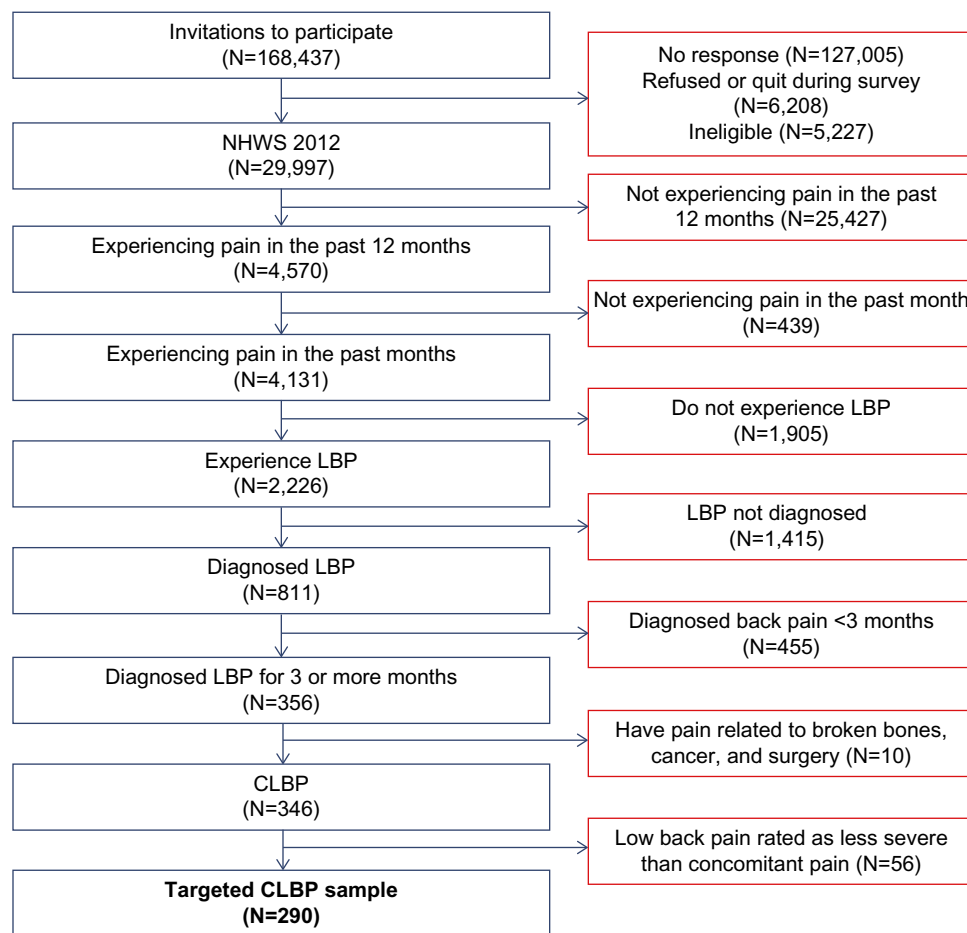 Invitations to participate
(N=168,437)
No response (N=127,005)
Refused or quit during survey
(N=6,208)
Ineligible (N=5,227)
NHWS 2012
(N=29,997)
Not experiencing pain in the past
12 months (N=25,427)
Experiencing pain in the past 12 months
(N=4,570)
Not experiencing pain in the past month
(N=439)
Experiencing pain in the past months
(N=4,131)
Do not experience LBP
(N=1,905)
Experience LBP
(N=2,226)
LBP not diagnosed
(N=1,415)
Diagnosed LBP
(N=811)
Diagnosed back pain <3 months
(N=455)
Diagnosed LBP for 3 or more months
(N=356)
Have pain related to broken bones,
cancer, and surgery (N=10)
CLBP
(N=346)
Low back pain rated as less severe
than concomitant pain (N=56)
Targeted CLBP sample
(N=290)